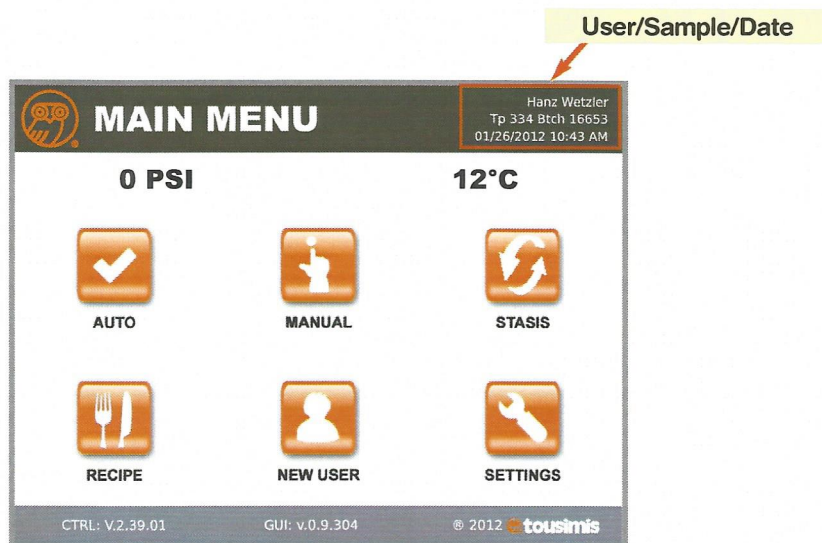 User/Sample/Date
MAIN MENU
Hanz Wetzler
Tp 334 Btch 16653
01/26/2012 10:43 AM
0 PSI
12°C
AUTO
MANUAL
STASIS
RECIPE
NEW USER
SETTINGS
CTRL: V.2.39.01
GUI: v.0.9.304
® 2012 tousimis